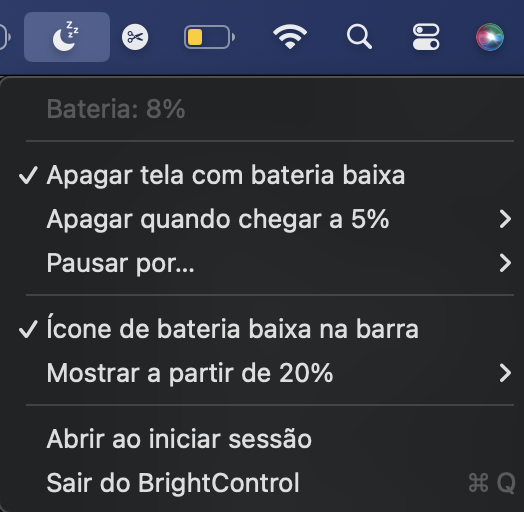 Bateria: 8%
✓ Apagar tela com bateria baixa
Apagar quando chegar a 5%
Pausar por...
✓ Ícone de bateria baixa na barra
Mostrar a partir de 20%
Abrir ao iniciar sessão
Sair do BrightControl ⌘ Q